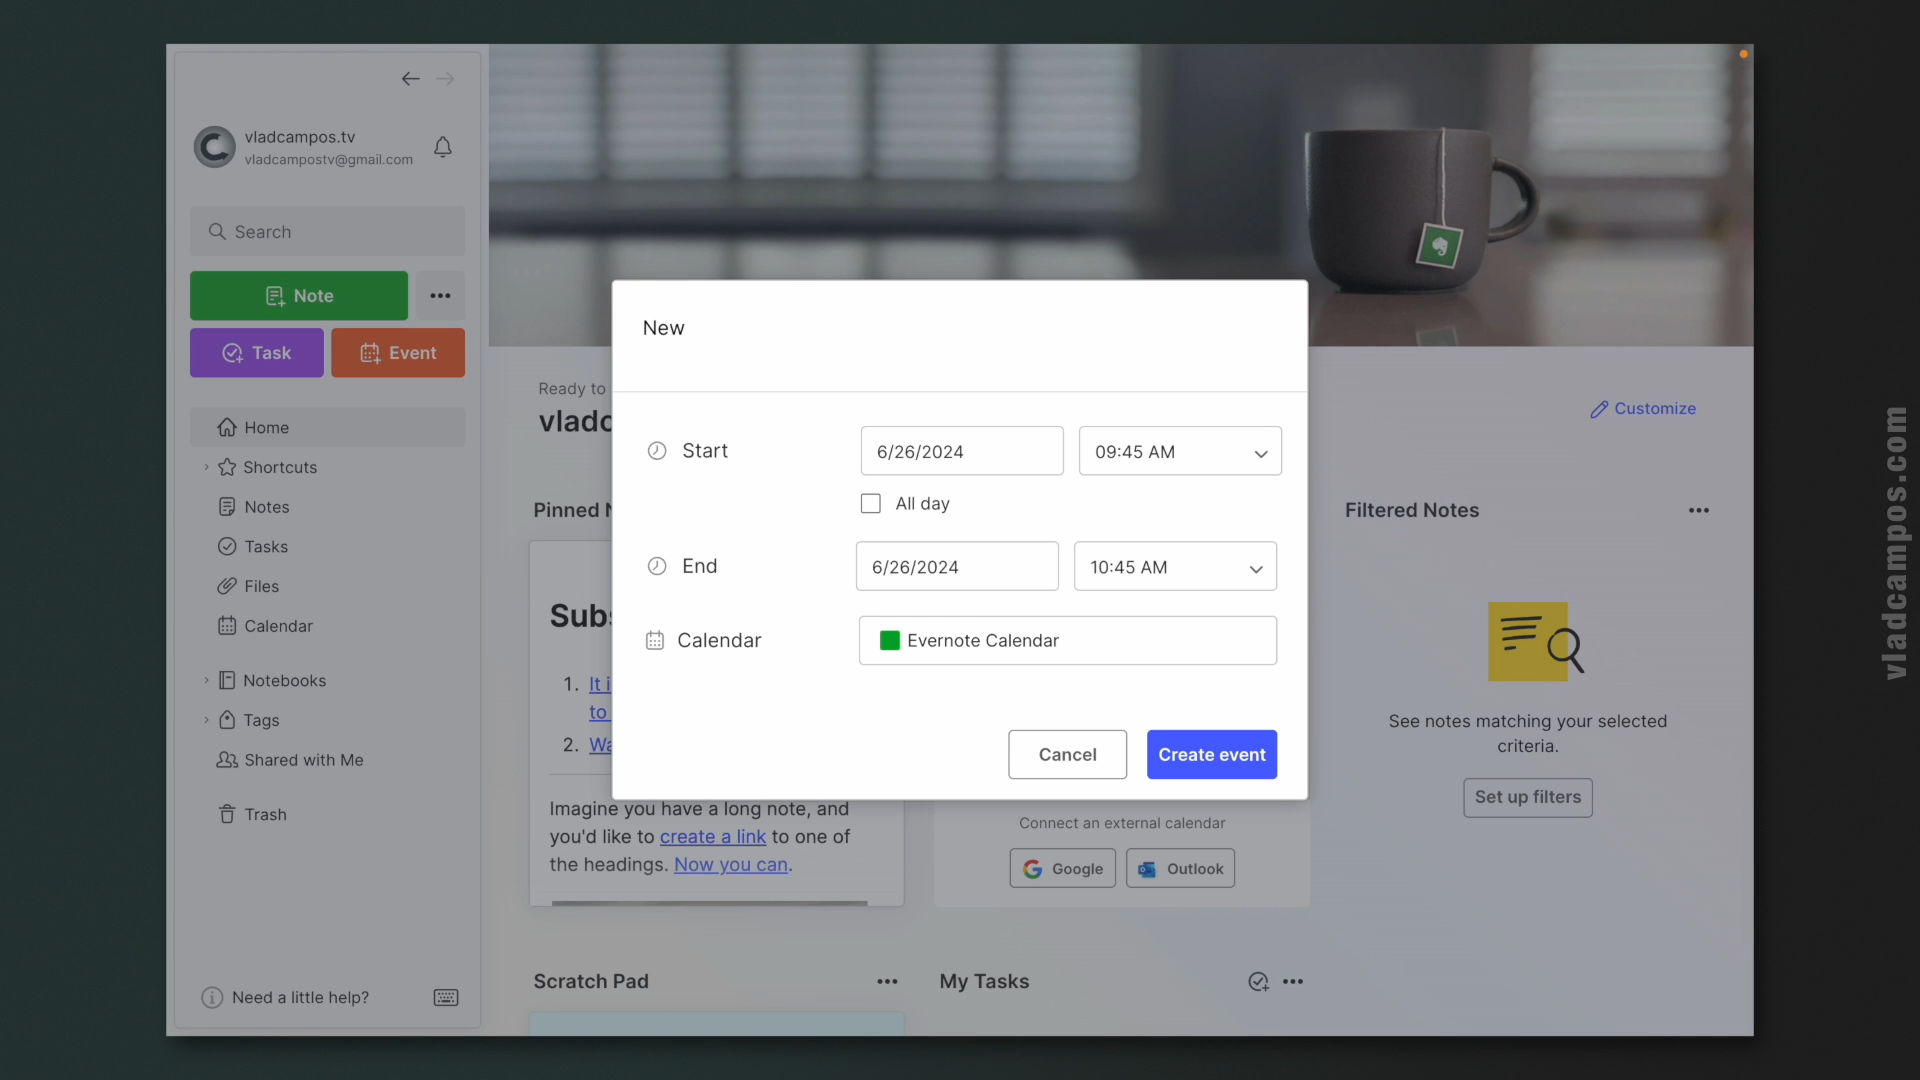 vladcampos.tv
vladcampostv@gmail.com
Search
Note
Task
Event
Home
Shortcuts
Notes
Tasks
Files
Calendar
Notebooks
Tags
Shared with Me
Trash
Need a little help?
Ready to
vladc
Customize
New
Start
6/26/2024
09:45 AM
All day
End
6/26/2024
10:45 AM
Calendar
Evernote Calendar
Cancel
Create event
Pinned
Subs
1. It i
to
2. Wa
Imagine you have a long note, and
you'd like to create a link to one of
the headings. Now you can.
Connect an external calendar
Google
Outlook
Filtered Notes
See notes matching your selected
criteria.
Set up filters
Scratch Pad
My Tasks
vladcampos.com